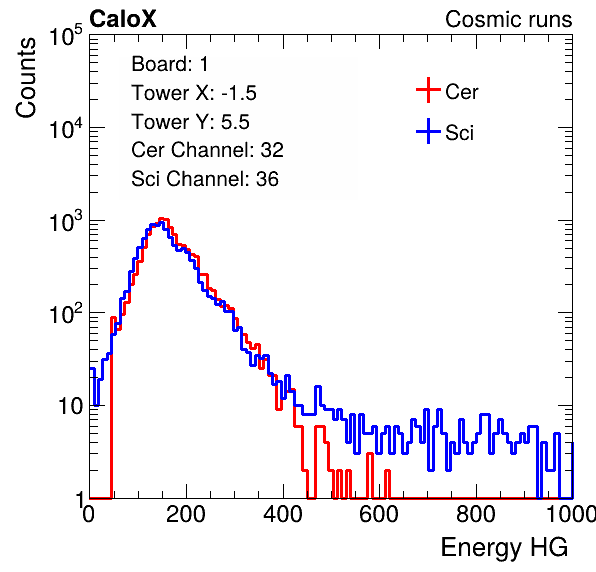 CaloX Cosmic runs
Counts
Board: 1
Tower X: -1.5
Tower Y: 5.5
Cer Channel: 32
Sci Channel: 36
Cer
Sci
10^5
10^4
10^3
10^2
10
1
0 200 400 600 800 1000
Energy HG